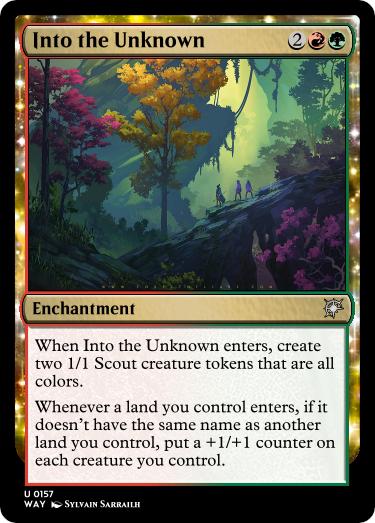 Into the Unknown 2
Enchantment
When Into the Unknown enters, create
two 1/1 Scout creature tokens that are all
colors.
Whenever a land you control enters, if it
doesn't have the same name as another
land you control, put a +1/+1 counter on
each creature you control.
U 0157
WAY Sylvain Sarrailh